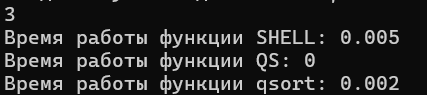 3
Время работы функции SHELL: 0.005
Время работы функции QS: 0
Время работы функции qsort: 0.002